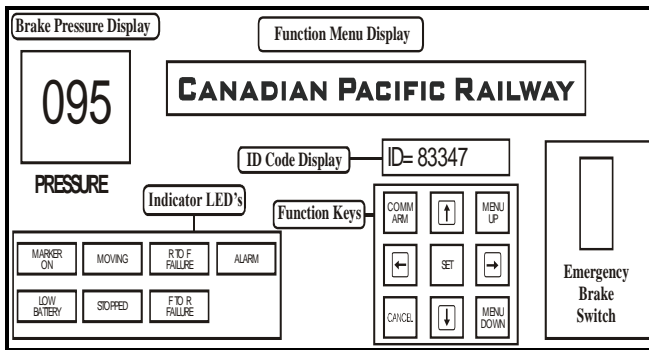 Brake Pressure Display
Function Menu Display
095
CANADIAN PACIFIC RAILWAY
PRESSURE
ID Code Display
ID= 83347
Indicator LED's
Function Keys
COMM
ARM
MENU
UP
SET
CANCEL
MENU
DOWN
MARKER
ON
MOVING
R TO F
FAILURE
ALARM
LOW
BATTERY
STOPPED
F TO R
FAILURE
Emergency
Brake
Switch